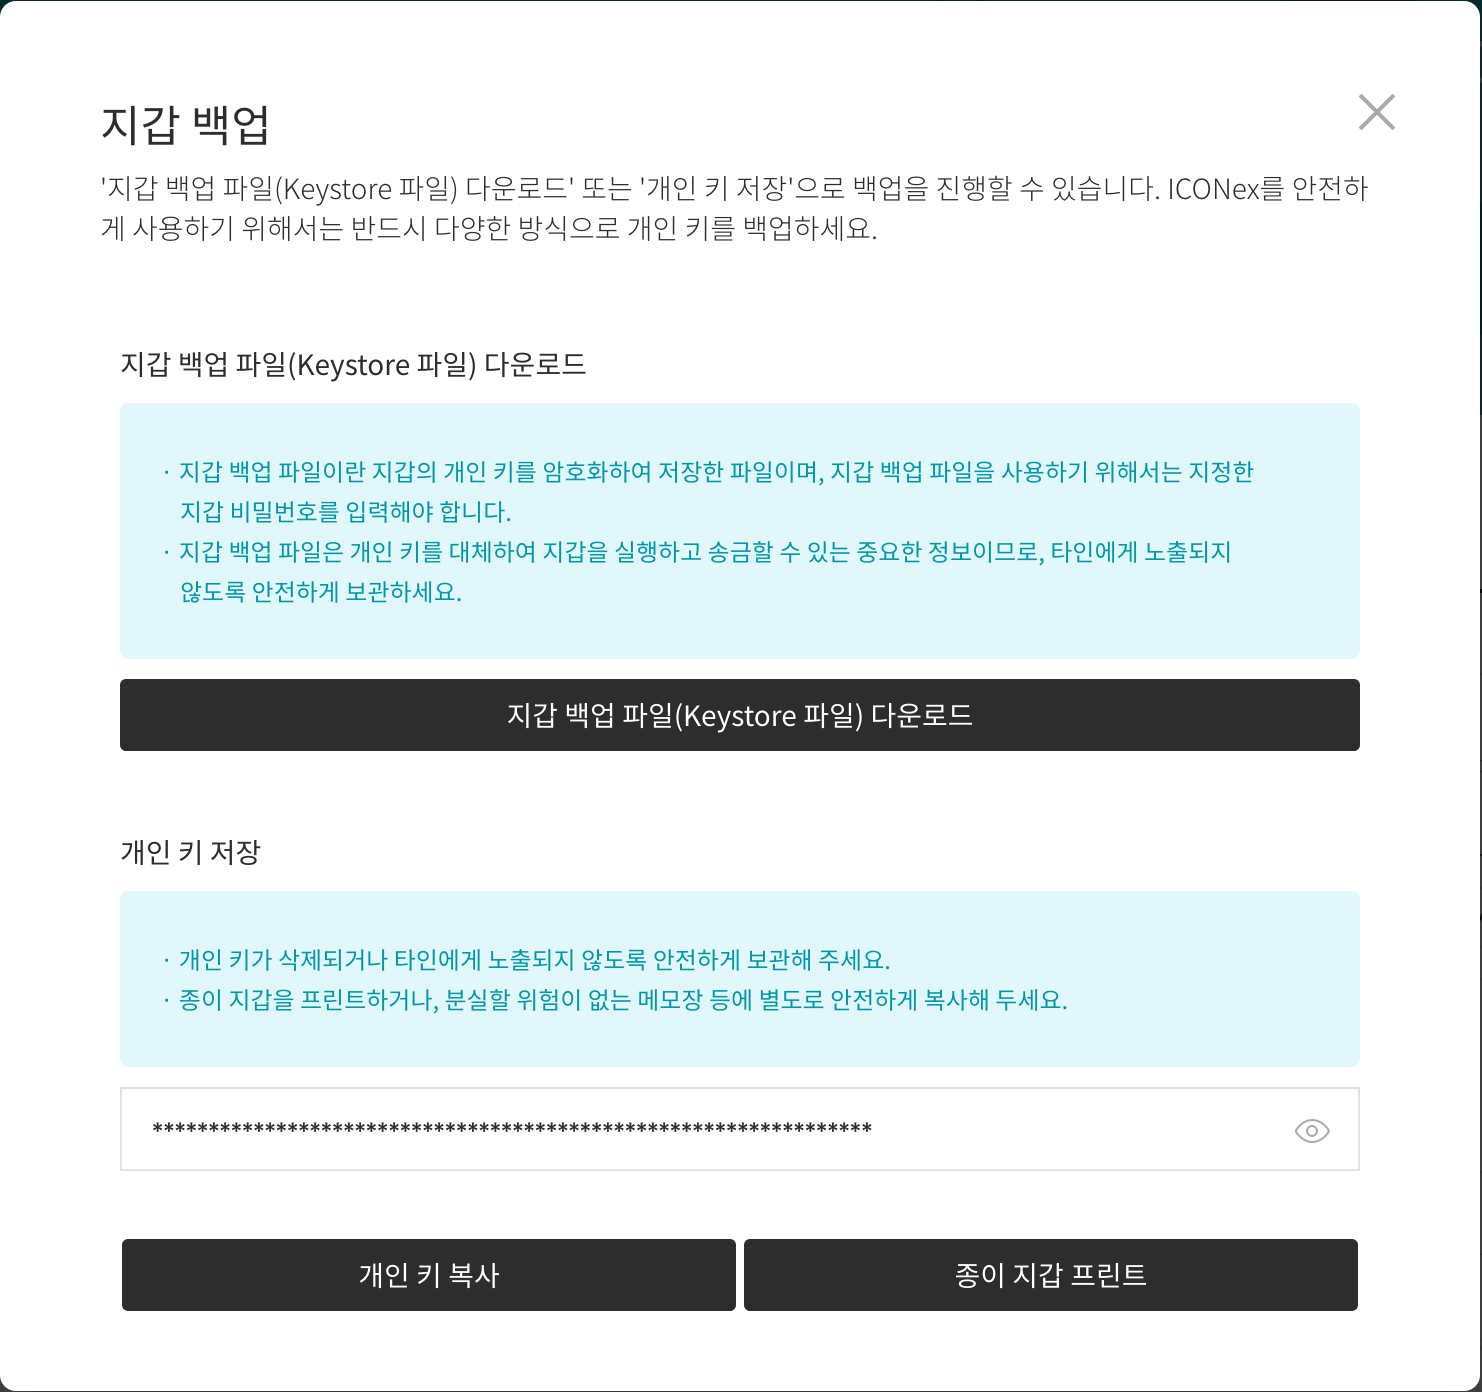 지갑 백업
'지갑 백업 파일(Keystore 파일) 다운로드' 또는 '개인 키 저장'으로 백업을 진행할 수 있습니다. ICONex를 안전하
게 사용하기 위해서는 반드시 다양한 방식으로 개인 키를 백업하세요.
지갑 백업 파일(Keystore 파일) 다운로드
· 지갑 백업 파일이란 지갑의 개인 키를 암호화하여 저장한 파일이며, 지갑 백업 파일을 사용하기 위해서는 지정한
지갑 비밀번호를 입력해야 합니다.
· 지갑 백업 파일은 개인 키를 대체하여 지갑을 실행하고 송금할 수 있는 중요한 정보이므로, 타인에게 노출되지
않도록 안전하게 보관하세요.
지갑 백업 파일(Keystore 파일) 다운로드
개인 키 저장
· 개인 키가 삭제되거나 타인에게 노출되지 않도록 안전하게 보관해 주세요.
· 종이 지갑을 프린트하거나, 분실할 위험이 없는 메모장 등에 별도로 안전하게 복사해 두세요.
****************************************************************
개인 키 복사
종이 지갑 프린트